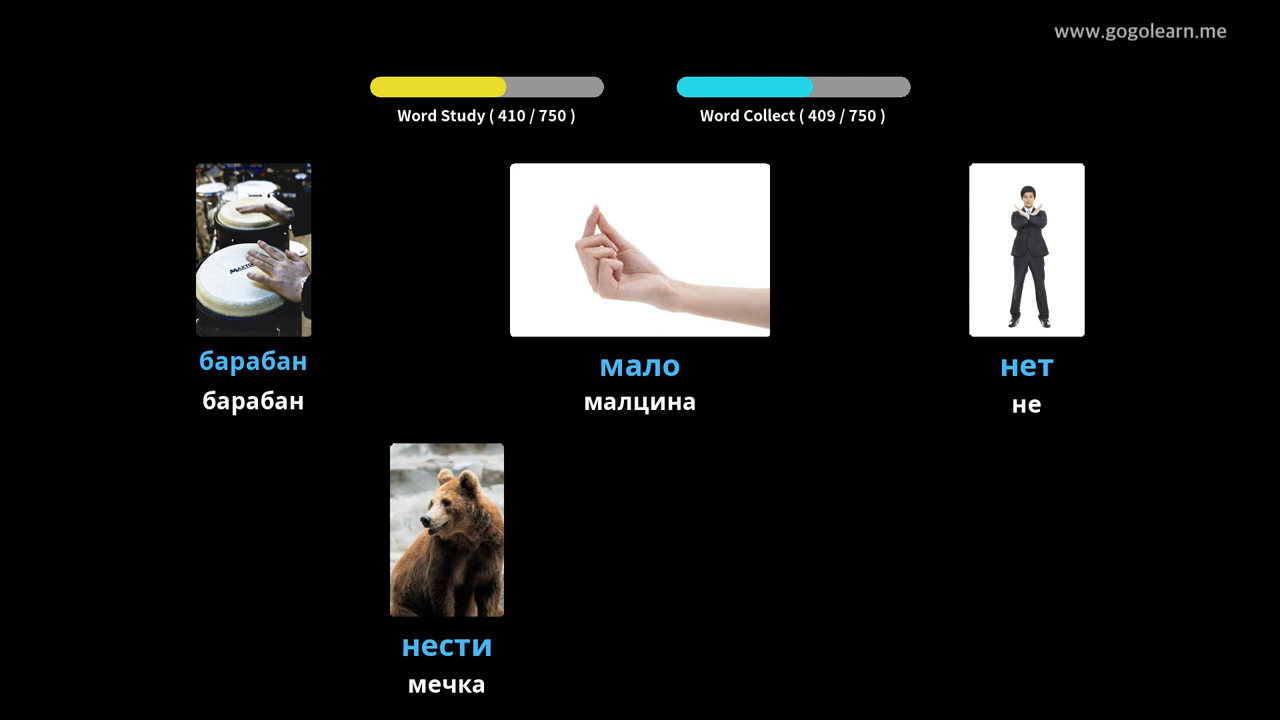 www.gogolearn.me
Word Study ( 410 / 750 )
Word Collect ( 409 / 750 )
барабан
барабан
мало
малцина
нет
не
нести
мечка